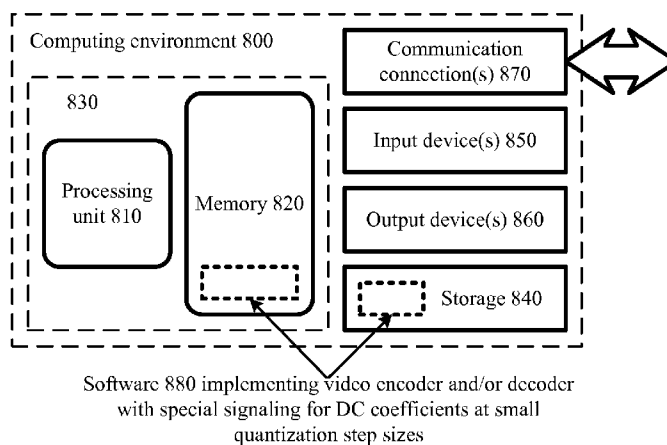 Computing environment 800
Communication
connection(s) 870
830
Input device(s) 850
Processing
unit 810
Memory 820
Output device(s) 860
Storage 840
Software 880 implementing video encoder and/or decoder
with special signaling for DC coefficients at small
quantization step sizes